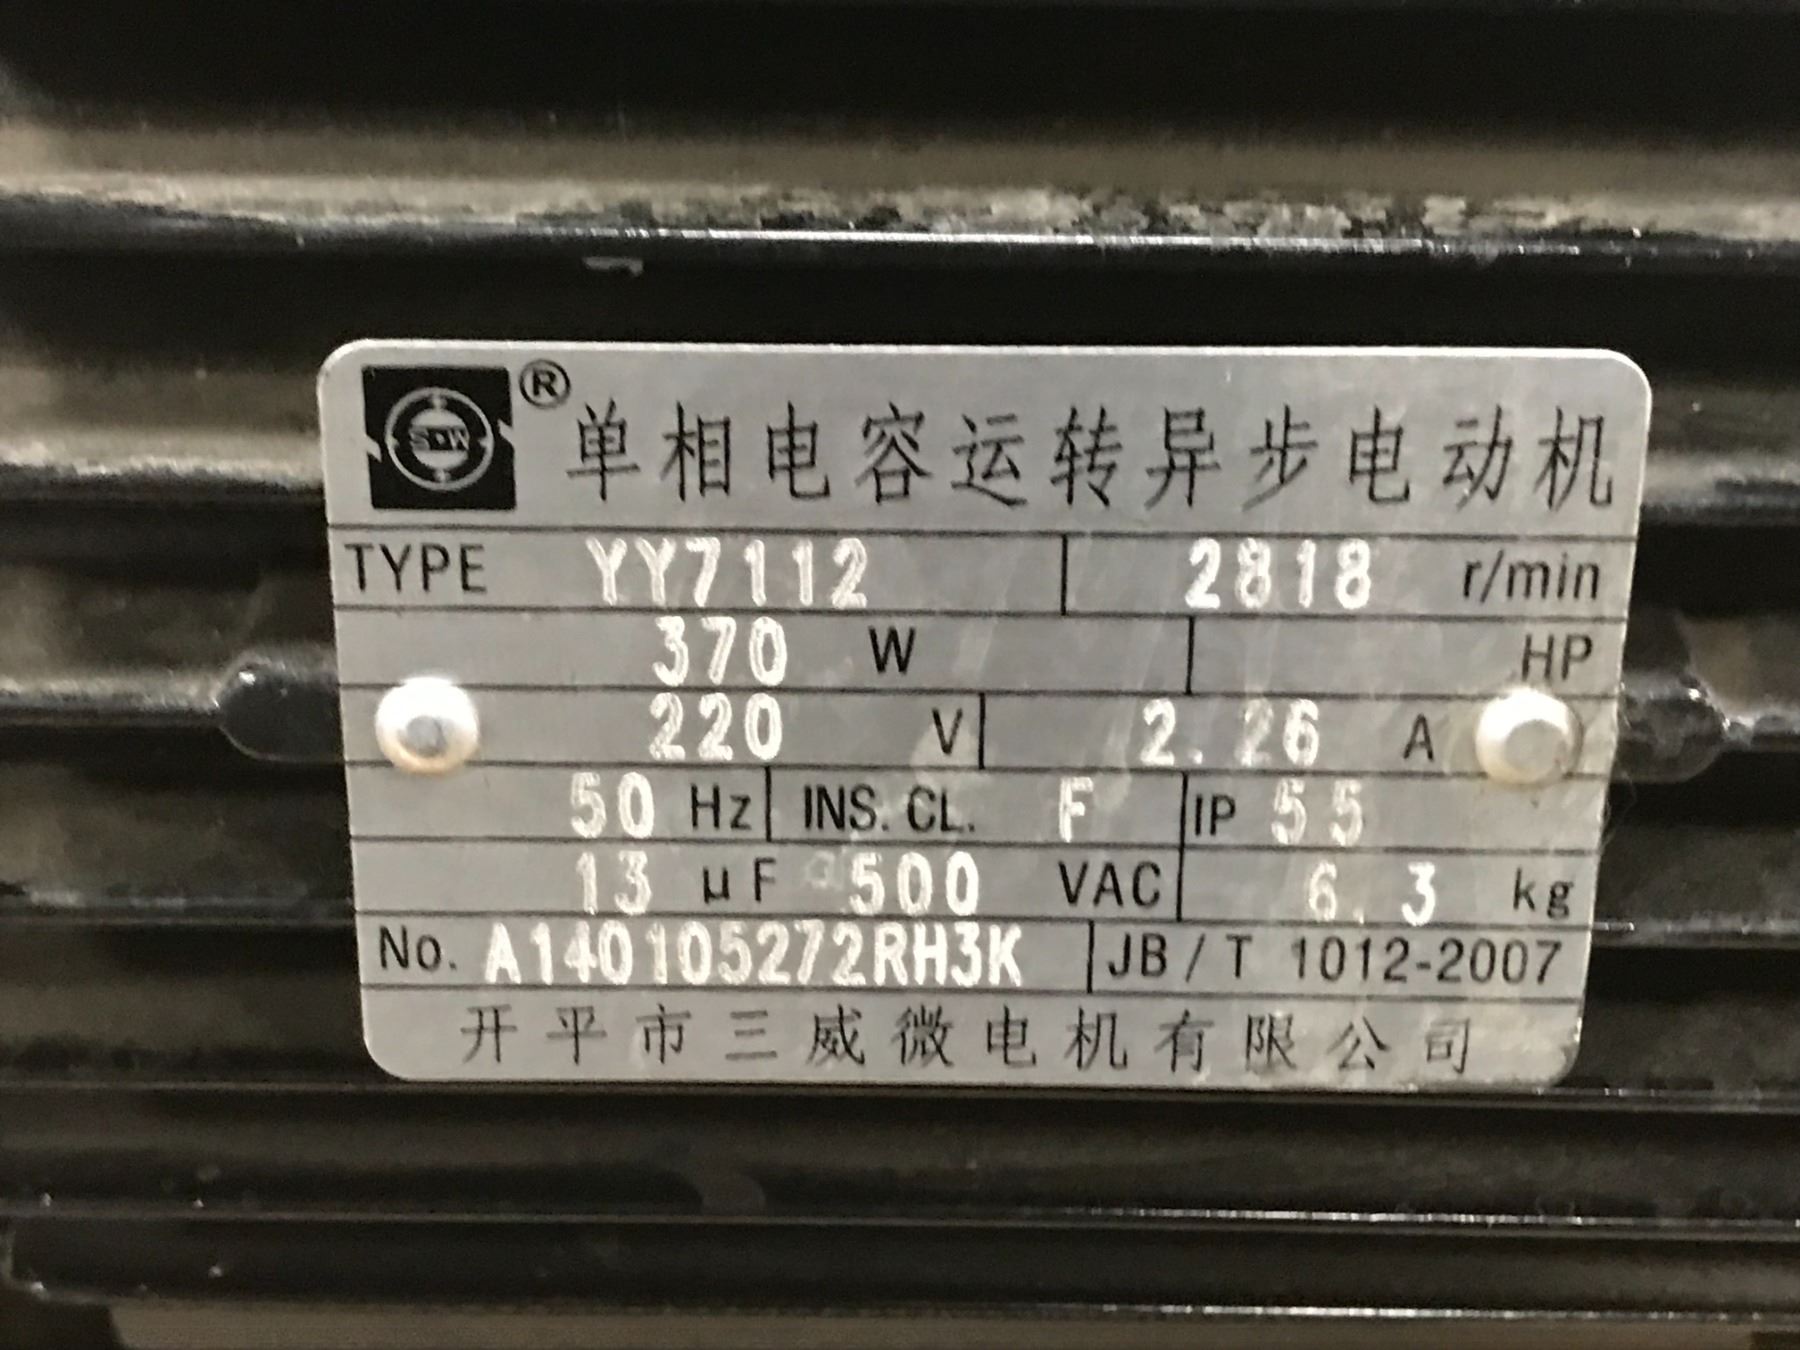 SDW ® 单相电容运转异步电动机
TYPE YY7112 2818 r/min
370 W HP
220 V 2.26 A
50 Hz INS. CL. F IP 55
13 µF 500 VAC 6.3 kg
No. A140105272RH3K JB/T 1012-2007
开平市三威微电机有限公司